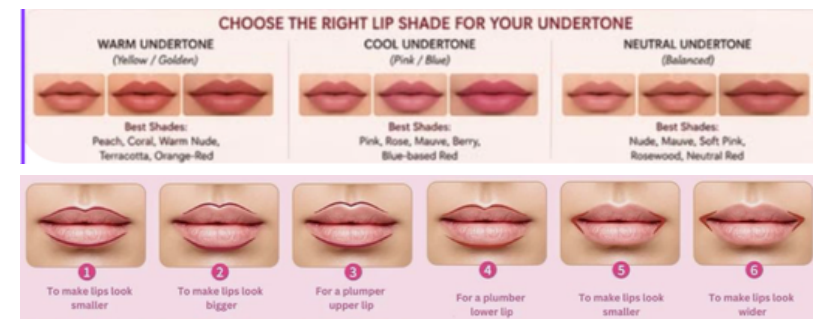 CHOOSE THE RIGHT LIP SHADE FOR YOUR UNDERTONE
WARM UNDERTONE
(Yellow / Golden)
Best Shades:
Peach, Coral, Warm Nude,
Terracotta, Orange-Red
COOL UNDERTONE
(Pink / Blue)
Best Shades:
Pink, Rose, Mauve, Berry,
Blue-based Red
NEUTRAL UNDERTONE
(Balanced)
Best Shades:
Nude, Mauve, Soft Pink,
Rosewood, Neutral Red
1
To make lips look
smaller
2
To make lips look
bigger
3
For a plumper
upper lip
4
For a plumber
lower lip
5
To make lips look
smaller
6
To make lips look
wider